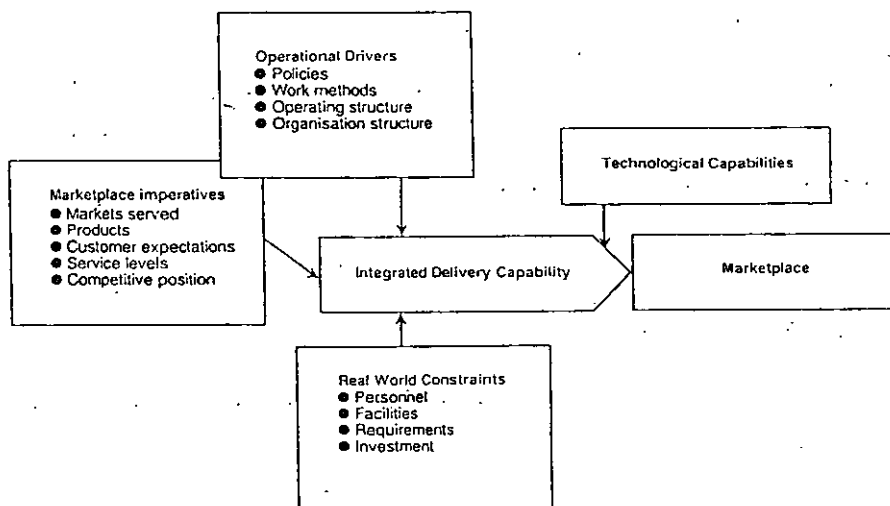 Operational Drivers
● Policies
● Work methods
● Operating structure
● Organisation structure
Technological Capabilities
Marketplace imperatives
● Markets served
● Products
● Customer expectations
● Service levels
● Competitive position
Integrated Delivery Capability
Marketplace
Real World Constraints
● Personnel
● Facilities
● Requirements
● Investment